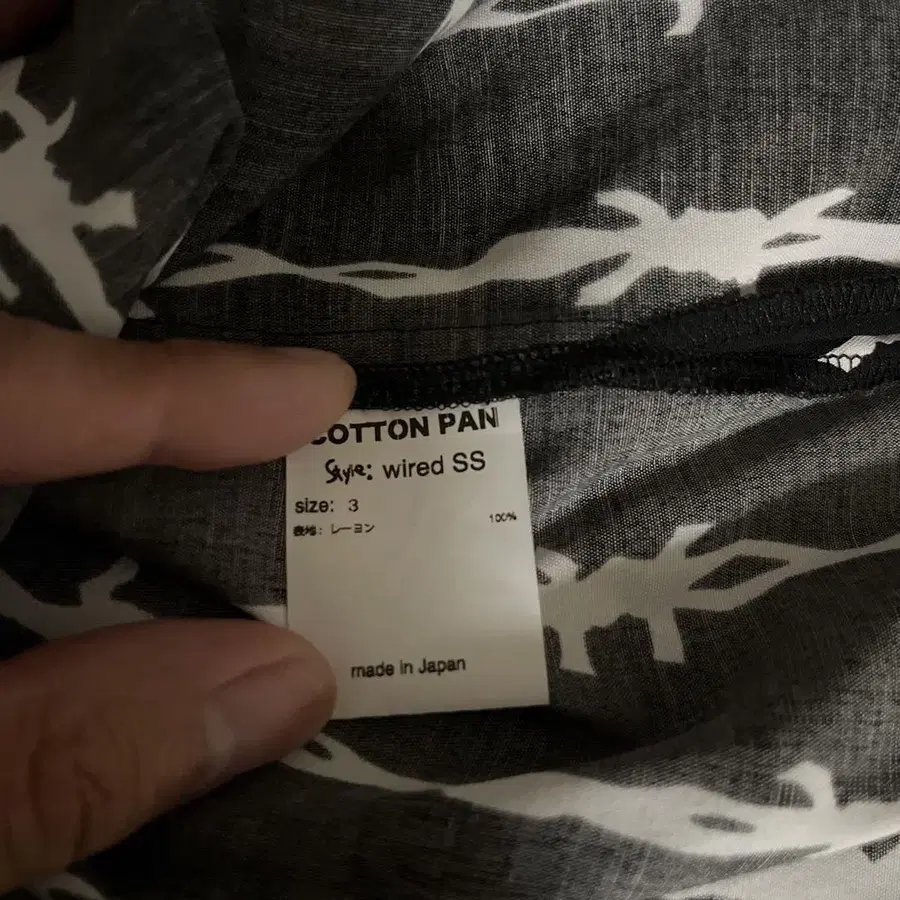 COTTON PAN
Style: wired SS
size: 3
表地: レーヨン 100%
made in Japan